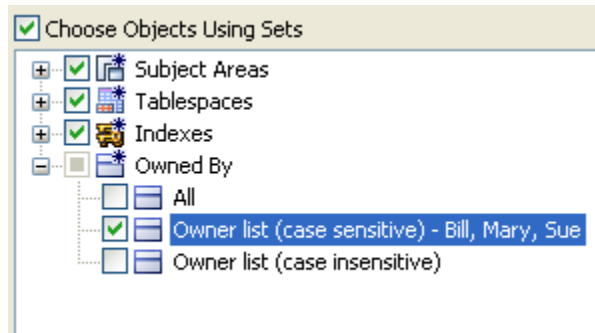 Choose Objects Using Sets
Subject Areas
Tablespaces
Indexes
Owned By
All
Owner list (case sensitive) - Bill, Mary, Sue
Owner list (case insensitive)